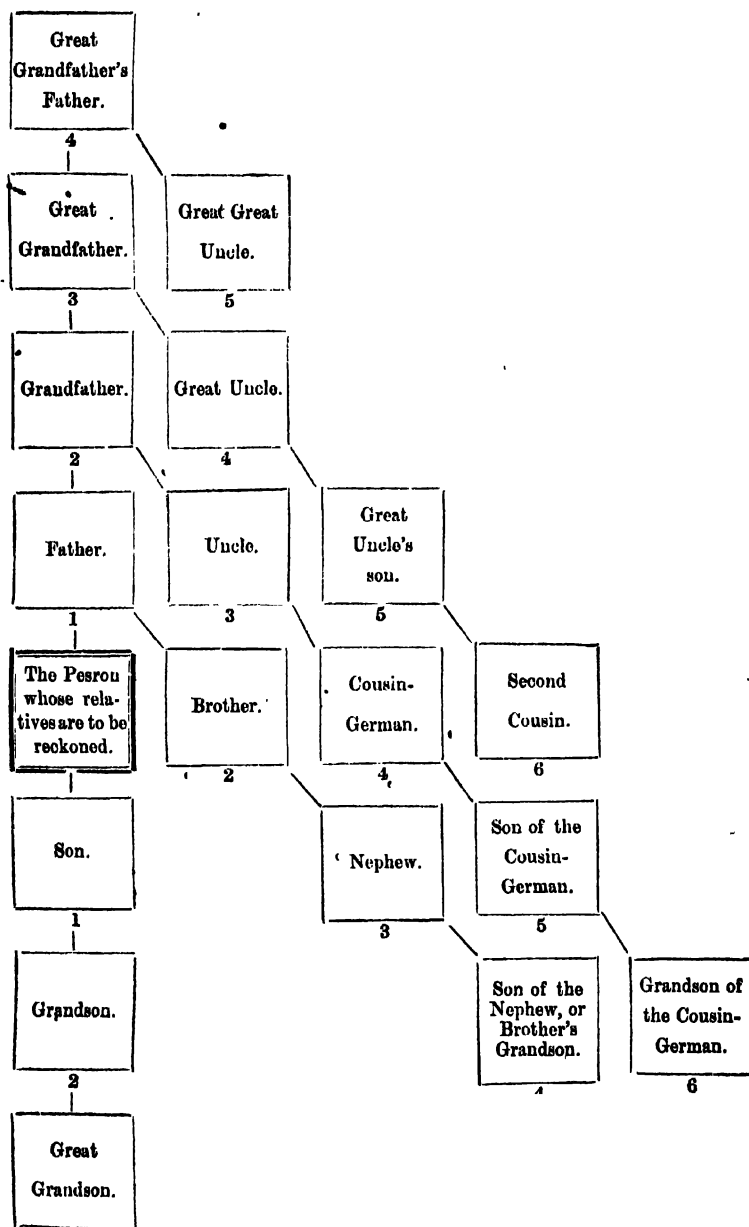 Great
Grandfather's
Father.
4
Great
Grandfather.
3
Great Great
Uncle.
5
Grandfather.
2
Great Uncle.
4
Father.
1
Uncle.
3
Great
Uncle's
son.
5
The Pesrou
whose rela-
tives are to be
reckoned.
Brother.
2
Cousin-
German.
4
Second
Cousin.
6
Son.
1
Nephew.
3
Son of the
Cousin-
German.
5
Grandson.
2
Son of the
Nephew, or
Brother's
Grandson.
4
Grandson of
the Cousin-
German.
6
Great
Grandson.